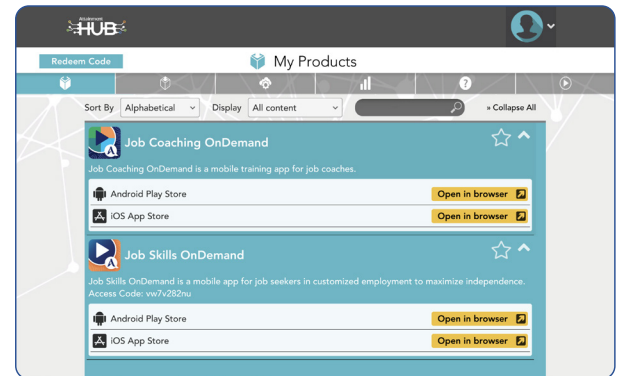 Attainment
HUB
Redeem Code
My Products
?
Sort By Alphabetical Display All content » Collapse All
Job Coaching OnDemand
Job Coaching OnDemand is a mobile training app for job coaches.
Android Play Store Open in browser
iOS App Store Open in browser
Job Skills OnDemand
Job Skills OnDemand is a mobile app for job seekers in customized employment to maximize independence.
Access Code: vw7v282nu
Android Play Store Open in browser
iOS App Store Open in browser